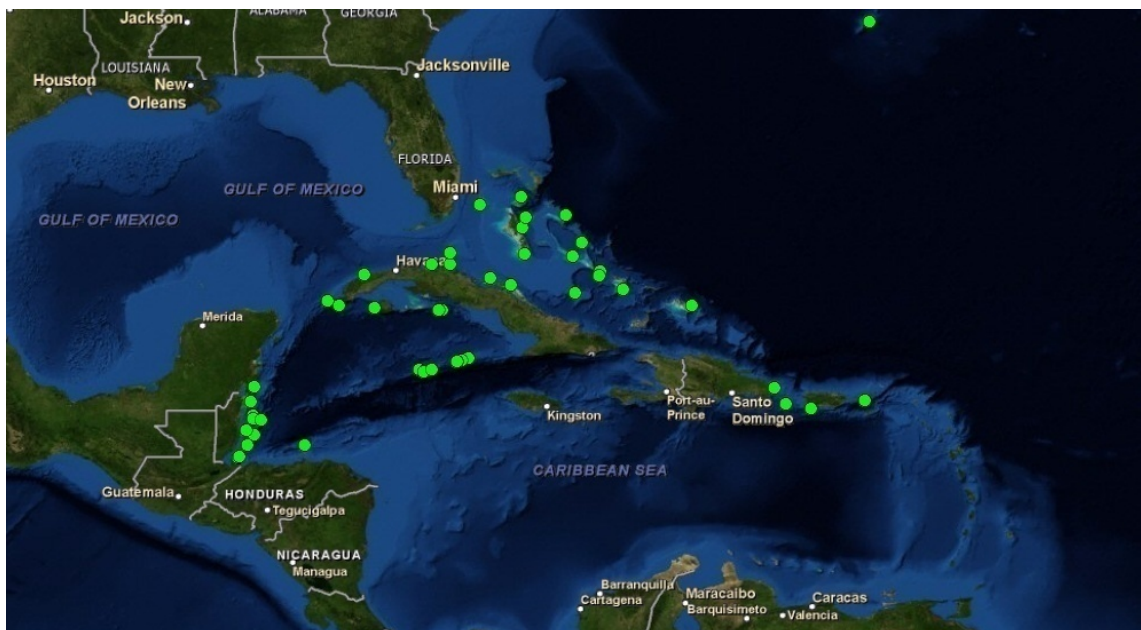 ALABAMA
GEORGIA
Jackson
LOUISIANA
Jacksonville
Houston
New
Orleans
FLORIDA
Miami
GULF OF MEXICO
GULF OF MEXICO
Merida
Port-au-
Prince
Santo
Domingo
Kingston
CARIBBEAN SEA
Guatemala
HONDURAS
Tegucigalpa
NICARAGUA
Managua
Barranquilla
Cartagena
Maracaibo
Barquisimeto
Caracas
Valencia